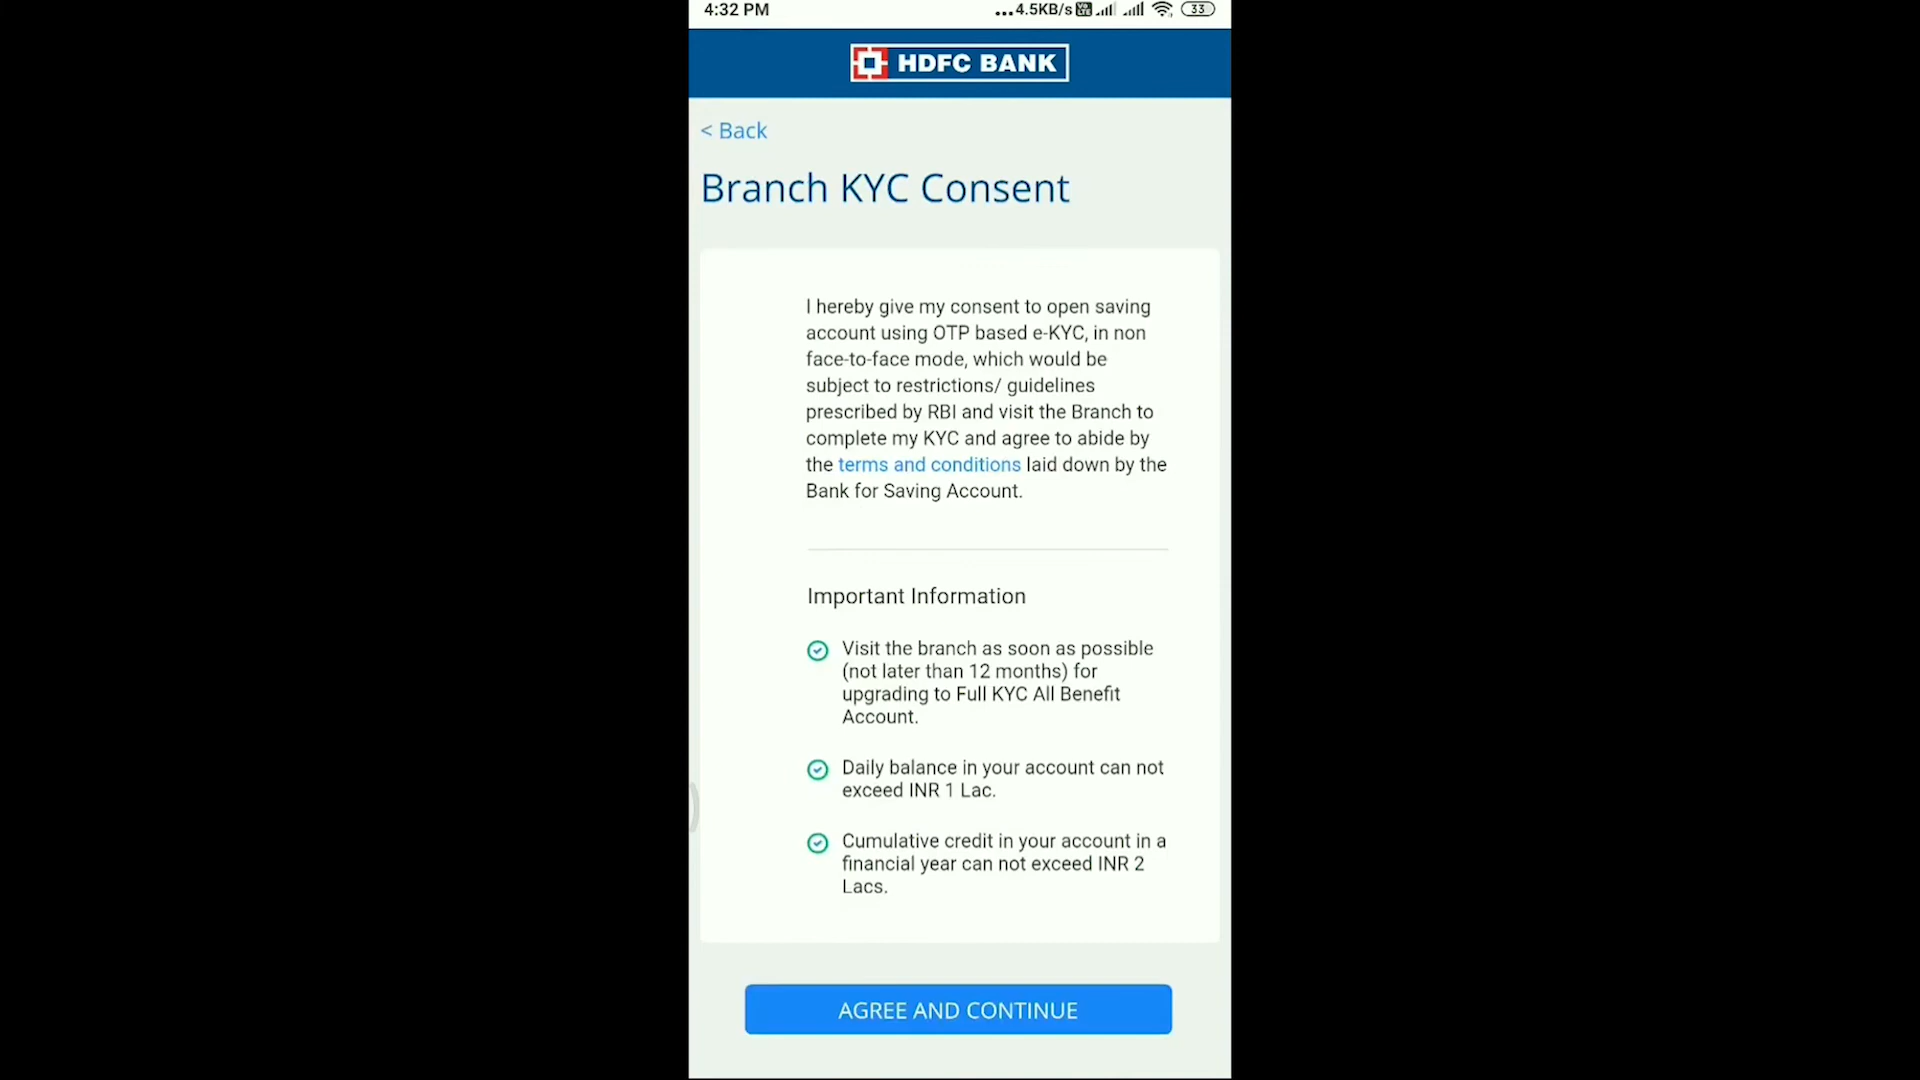 4:32 PM
...4.5KB/s
33
HDFC BANK
< Back
Branch KYC Consent
I hereby give my consent to open saving
account using OTP based e-KYC, in non
face-to-face mode, which would be
subject to restrictions/ guidelines
prescribed by RBI and visit the Branch to
complete my KYC and agree to abide by
the terms and conditions laid down by the
Bank for Saving Account.
Important Information
Visit the branch as soon as possible
(not later than 12 months) for
upgrading to Full KYC All Benefit
Account.
Daily balance in your account can not
exceed INR 1 Lac.
Cumulative credit in your account in a
financial year can not exceed INR 2
Lacs.
AGREE AND CONTINUE